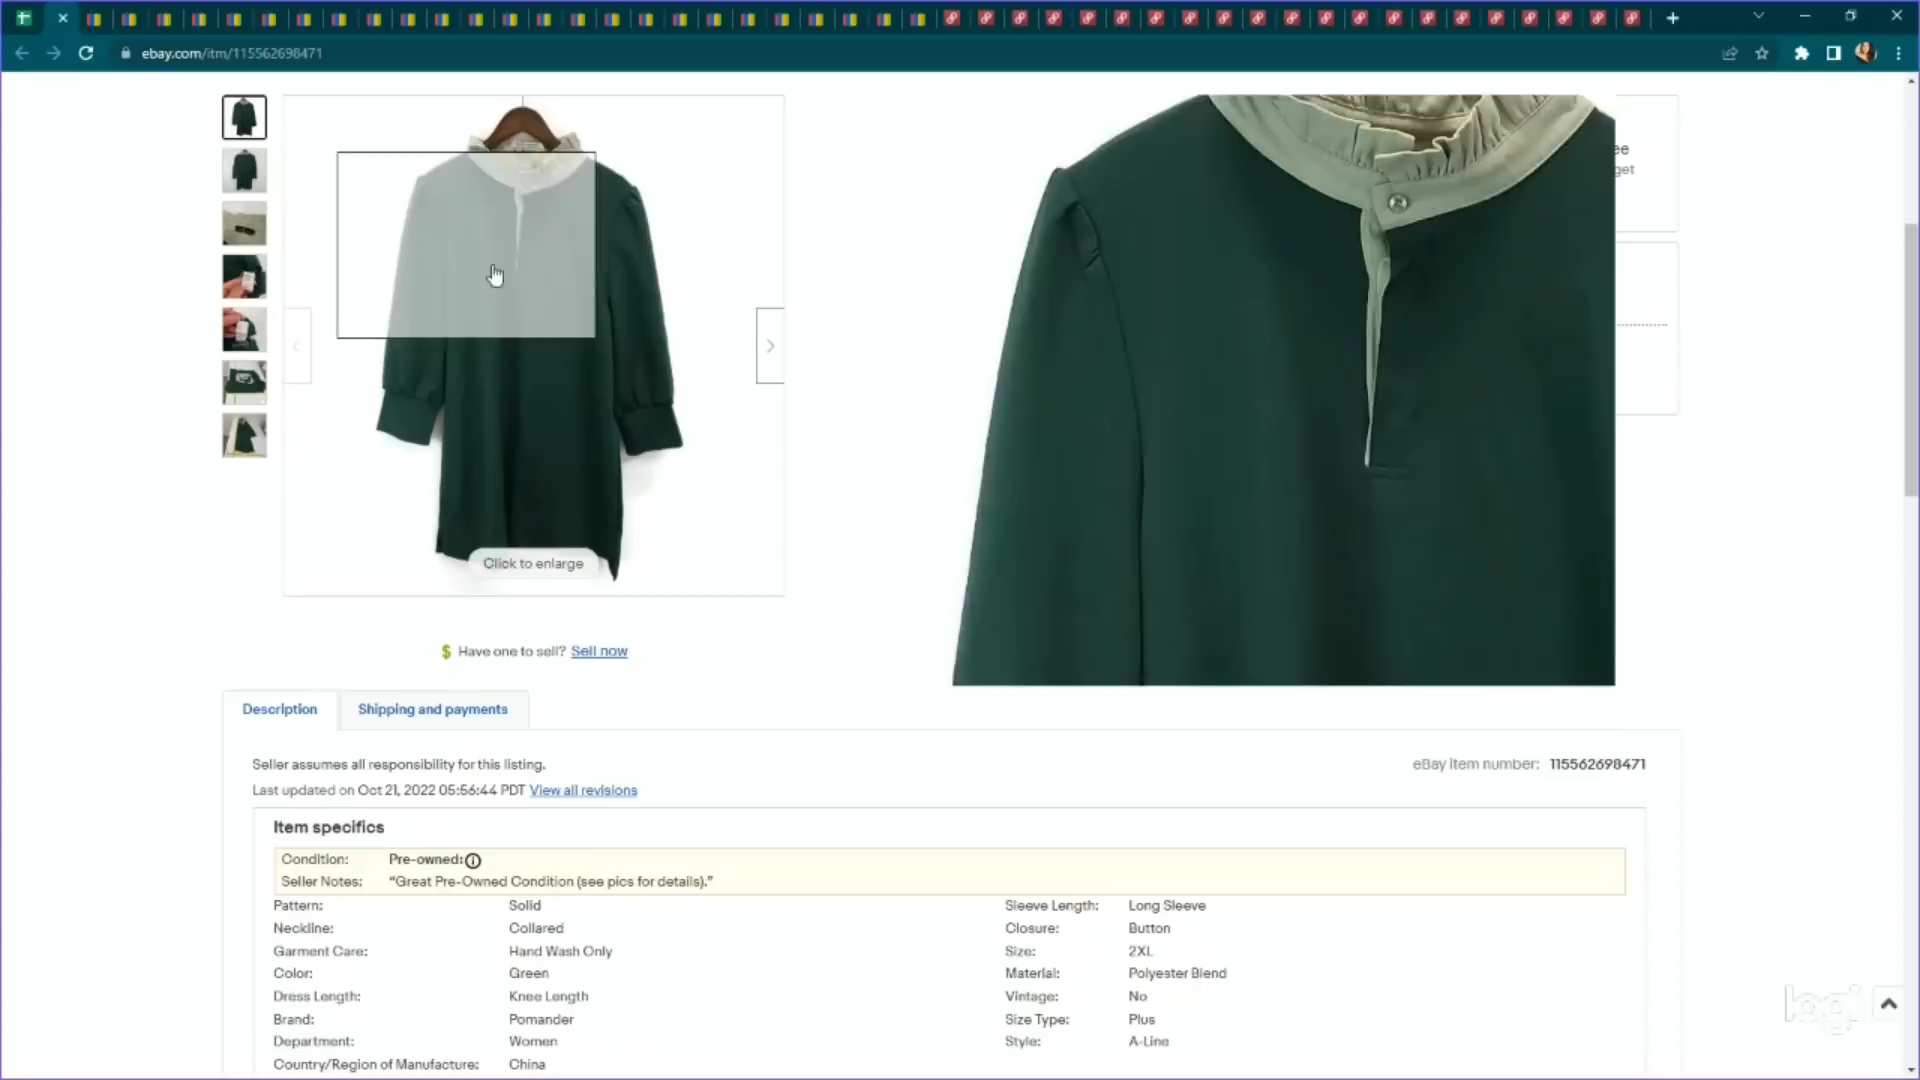 ebay.com/itm/115562698471
ee
get
Click to enlarge
$ Have one to sell? Sell now
Description
Shipping and payments
Seller assumes all responsibility for this listing.
eBay item number: 115562698471
Last updated on Oct 21, 2022 05:56:44 PDT View all revisions
Item specifics
Condition: Pre-owned:
Seller Notes: “Great Pre-Owned Condition (see pics for details).”
Pattern: Solid Sleeve Length: Long Sleeve
Neckline: Collared Closure: Button
Garment Care: Hand Wash Only Size: 2XL
Color: Green Material: Polyester Blend
Dress Length: Knee Length Vintage: No
Brand: Pomander Size Type: Plus
Department: Women Style: A-Line
Country/Region of Manufacture: China
logi